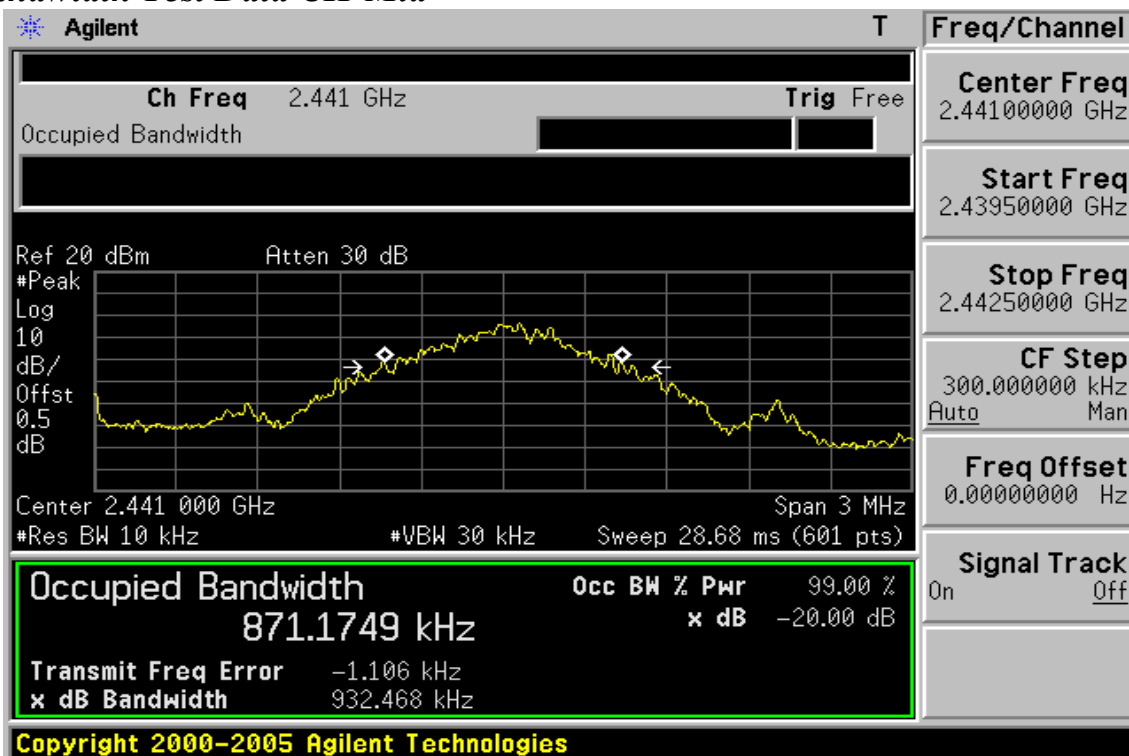 Agilent T
Ch Freq 2.441 GHz Trig Free
Occupied Bandwidth
Ref 20 dBm Atten 30 dB
#Peak
Log
10
dB/
Offst
0.5
dB
Center 2.441 000 GHz Span 3 MHz
#Res BW 10 kHz #VBW 30 kHz Sweep 28.68 ms (601 pts)
Occupied Bandwidth
871.1749 kHz
Occ BW % Pwr 99.00 %
x dB -20.00 dB
Transmit Freq Error -1.106 kHz
x dB Bandwidth 932.468 kHz
Copyright 2000-2005 Agilent Technologies
Freq/Channel
Center Freq
2.44100000 GHz
Start Freq
2.43950000 GHz
Stop Freq
2.44250000 GHz
CF Step
300.000000 kHz
Auto Man
Freq Offset
0.00000000 Hz
Signal Track
On Off